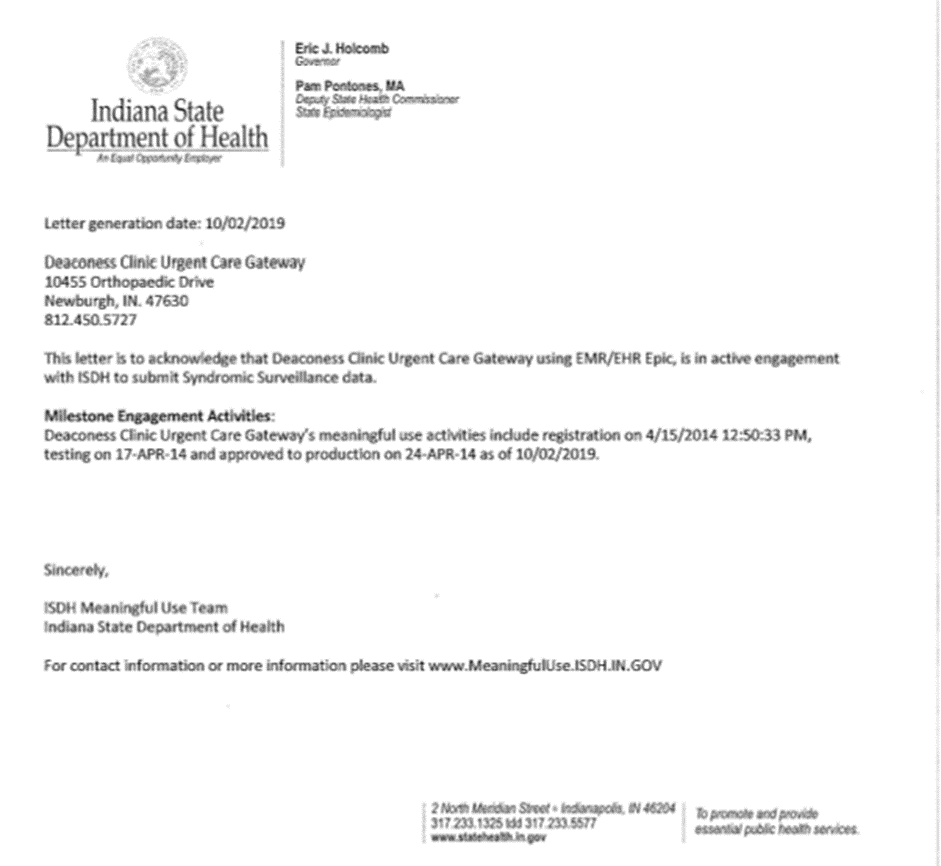 Eric J. Holcomb
Governor
Pam Pontones, MA
Deputy State Health Commissioner
State Epidemiologist
Indiana State
Department of Health
An Equal Opportunity Employer
Letter generation date: 10/02/2019
Deaconess Clinic Urgent Care Gateway
10455 Orthopaedic Drive
Newburgh, IN. 47630
812.450.5727
This letter is to acknowledge that Deaconess Clinic Urgent Care Gateway using EMR/EHR Epic, is in active engagement
with ISDH to submit Syndromic Surveillance data.
Milestone Engagement Activities:
Deaconess Clinic Urgent Care Gateway's meaningful use activities include registration on 4/15/2014 12:50:33 PM,
testing on 17-APR-14 and approved to production on 24-APR-14 as of 10/02/2019.
Sincerely,
ISDH Meaningful Use Team
Indiana State Department of Health
For contact information or more information please visit www.MeaningfulUse.ISDH.IN.GOV
2 North Meridian Street • Indianapolis, IN 46204
317.233.1325 tdd 317.233.5577
www.statehealth.in.gov
To promote and provide
essential public health services.